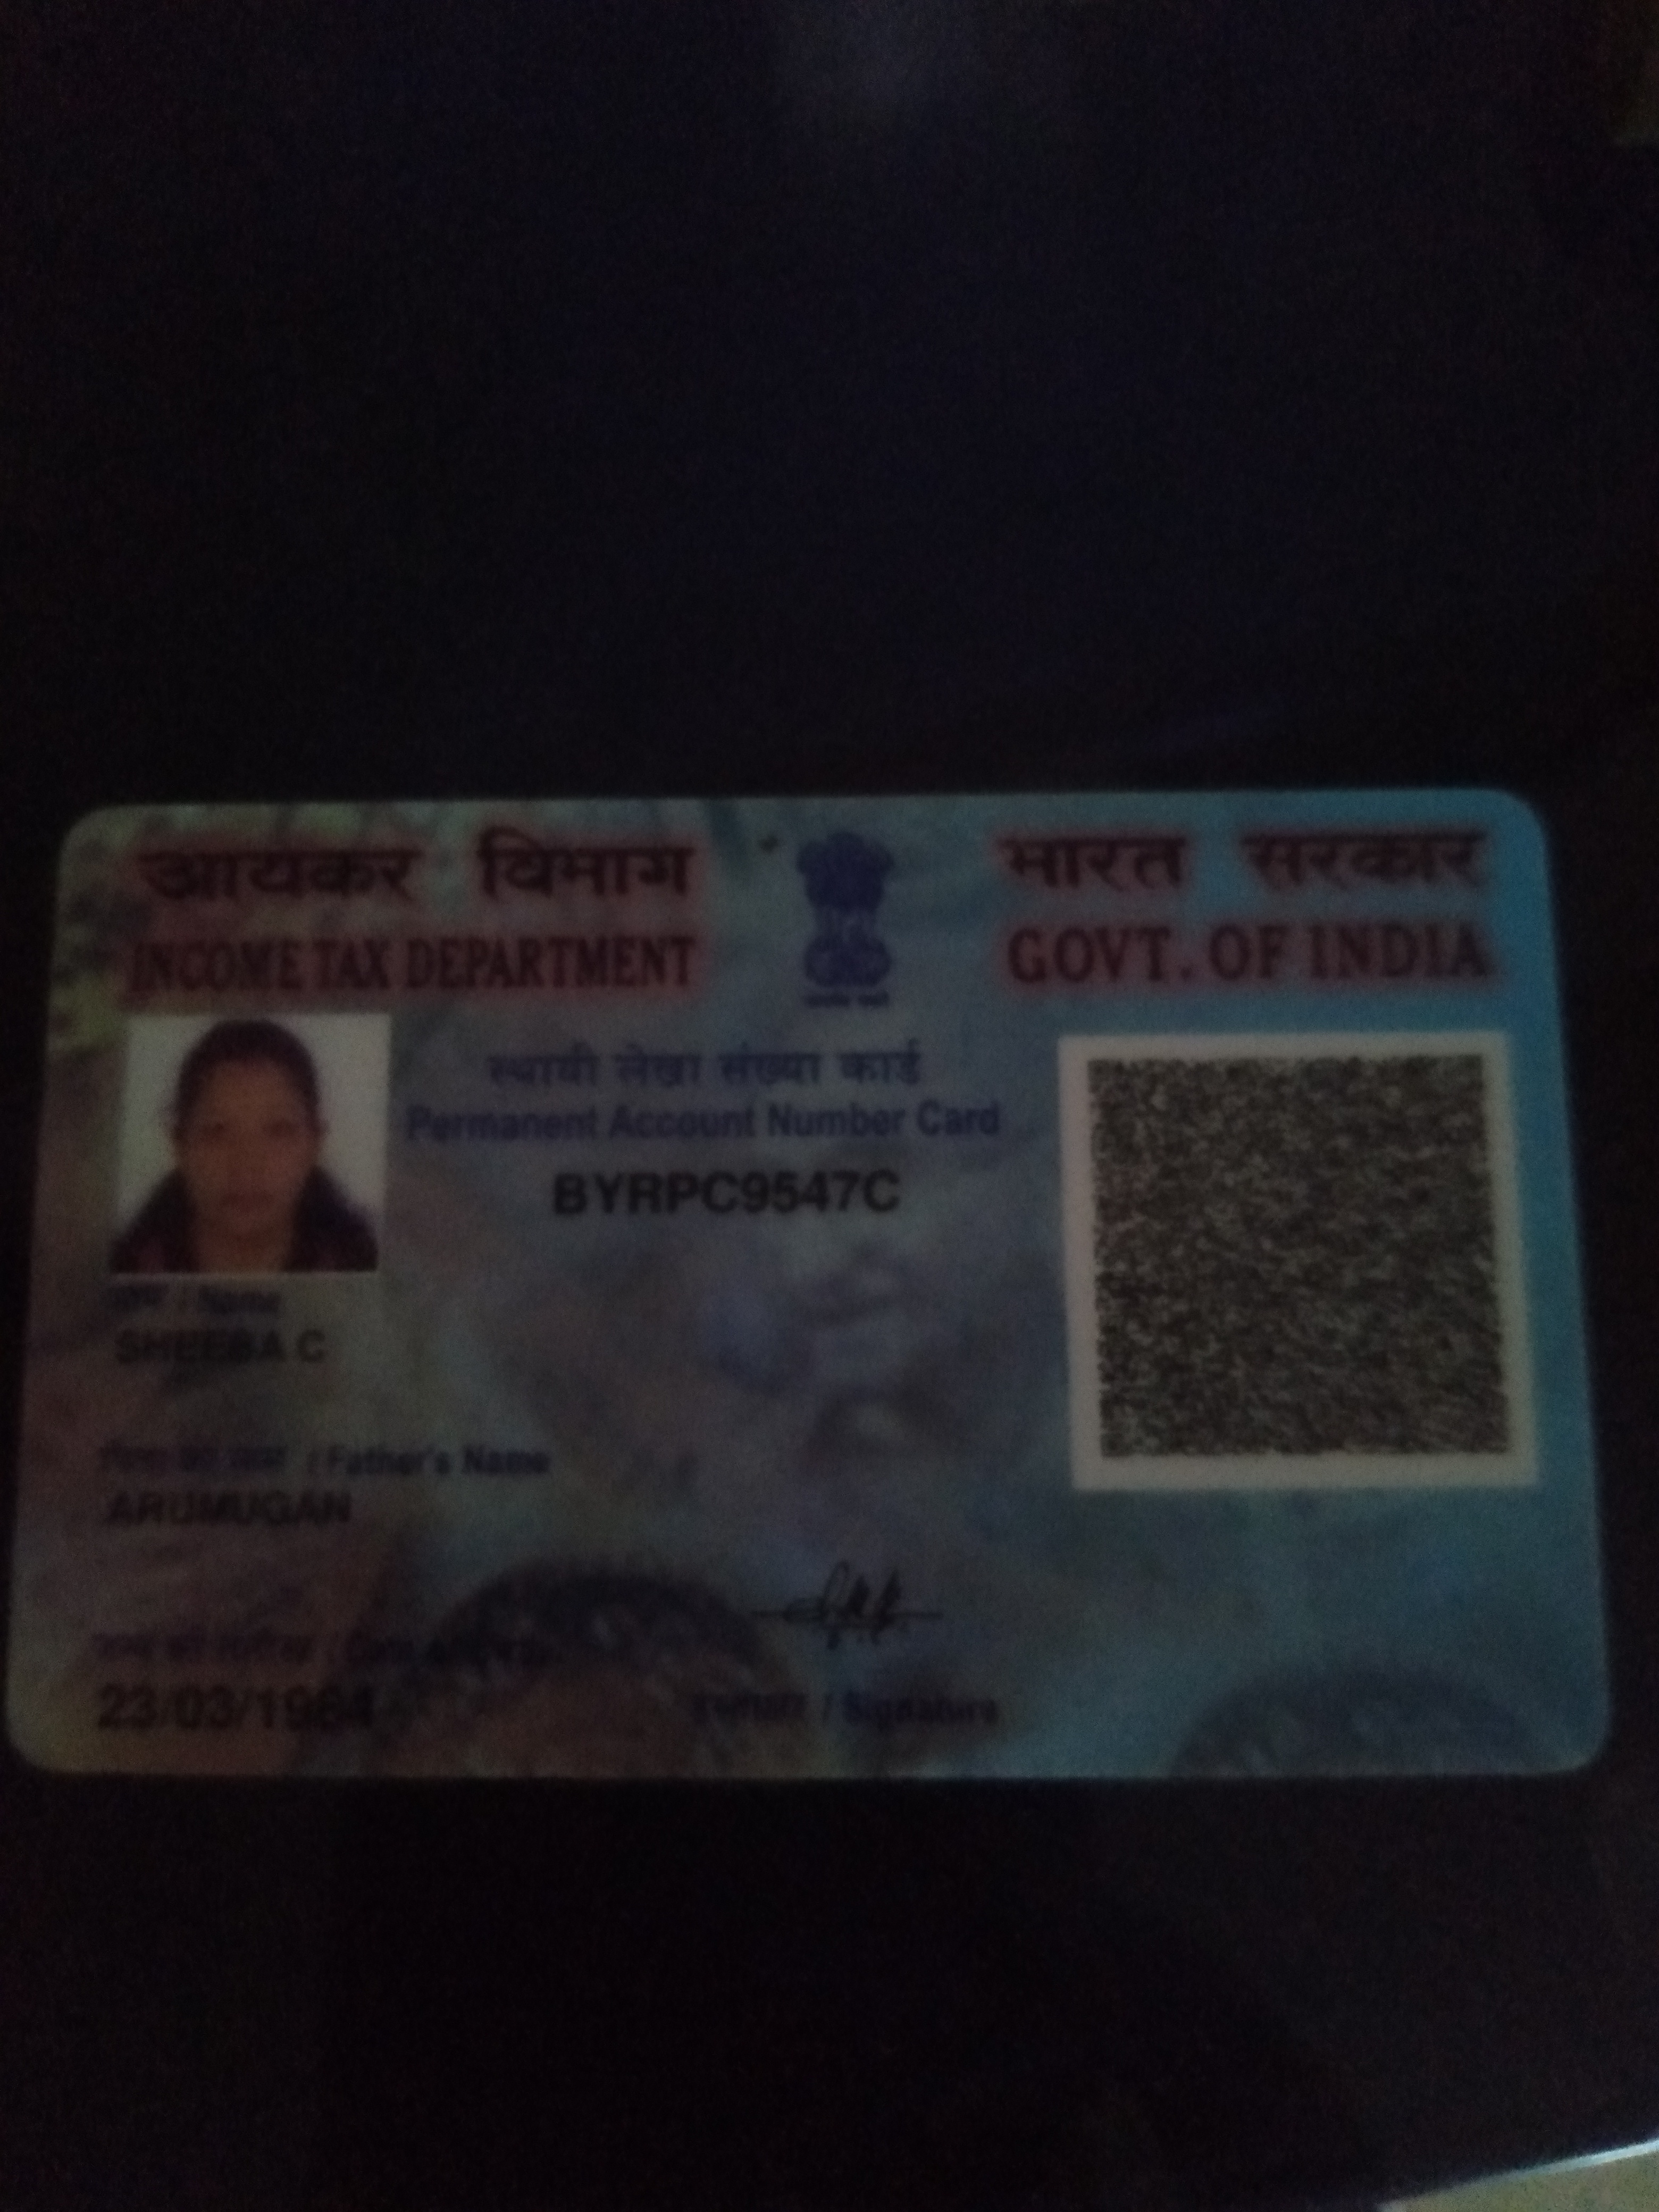 आयकर विभाग
INCOME TAX DEPARTMENT
भारत सरकार
GOVT. OF INDIA
स्थायी लेखा संख्या कार्ड
Permanent Account Number Card
BYRPC9547C
नाम / Name
SHEEBA C
पिता का नाम / Father's Name
ARUMUGAN
जन्म की तारीख / Date of Birth
23/03/1984
हस्ताक्षर / Signature